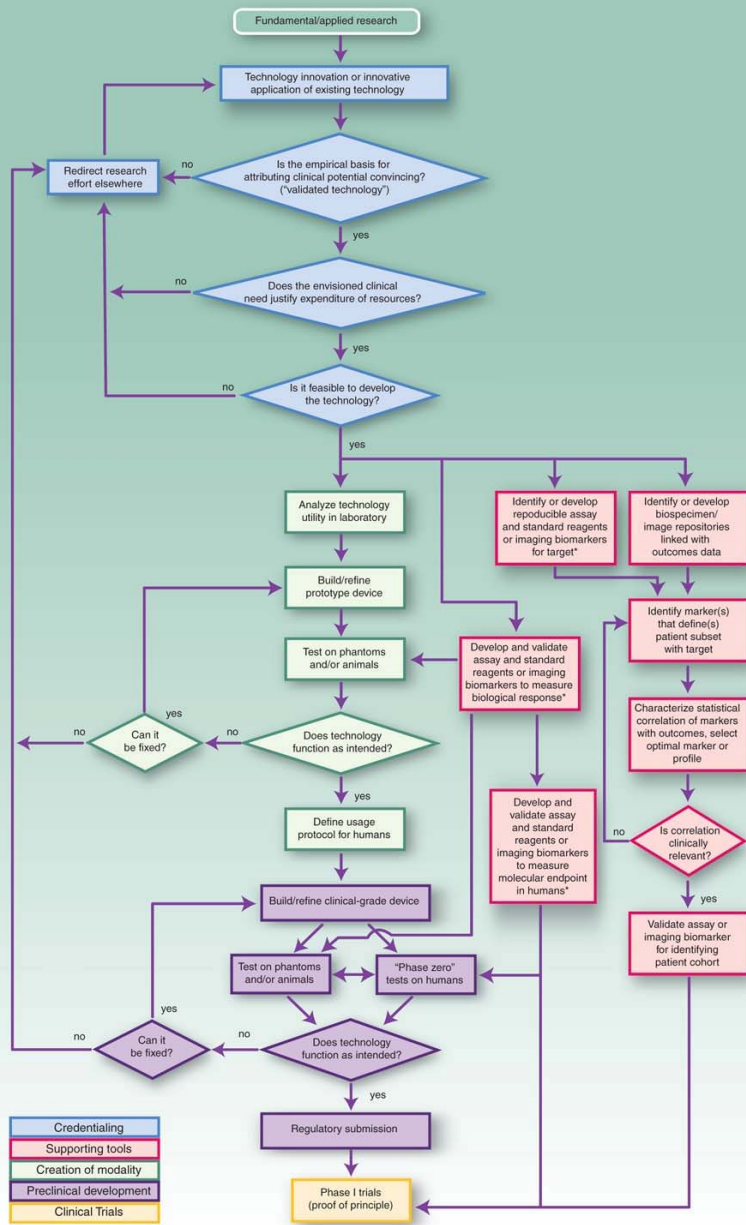 Fundamental/applied research
Technology innovation or innovative
application of existing technology
Is the empirical basis for
attributing clinical potential convincing?
("validated technology")
no
Redirect research
effort elsewhere
yes
Does the envisioned clinical
need justify expenditure of resources?
no
yes
Is it feasible to develop
the technology?
no
yes
Analyze technology
utility in laboratory
Identify or develop
repoducible assay
and standard reagents
or imaging biomarkers
for target*
Identify or develop
biospecimen/
image repositories
linked with
outcomes data
Build/refine
prototype device
Identify marker(s)
that define(s)
patient subset
with target
Test on phantoms
and/or animals
Develop and validate
assay and standard
reagents or imaging
biomarkers to measure
biological response*
Characterize statistical
correlation of markers
with outcomes, select
optimal marker or
profile
Does technology
function as intended?
no
Can it
be fixed?
yes
no
yes
Define usage
protocol for humans
Develop and
validate assay
and standard
reagents or
imaging biomarkers
to measure
molecular endpoint
in humans*
Is correlation
clinically
relevant?
no
yes
Build/refine clinical-grade device
Validate assay or
imaging biomarker
for identifying
patient cohort
Test on phantoms
and/or animals
"Phase zero"
tests on humans
Does technology
function as intended?
no
Can it
be fixed?
yes
no
yes
Regulatory submission
Phase I trials
(proof of principle)
Credentialing
Supporting tools
Creation of modality
Preclinical development
Clinical Trials